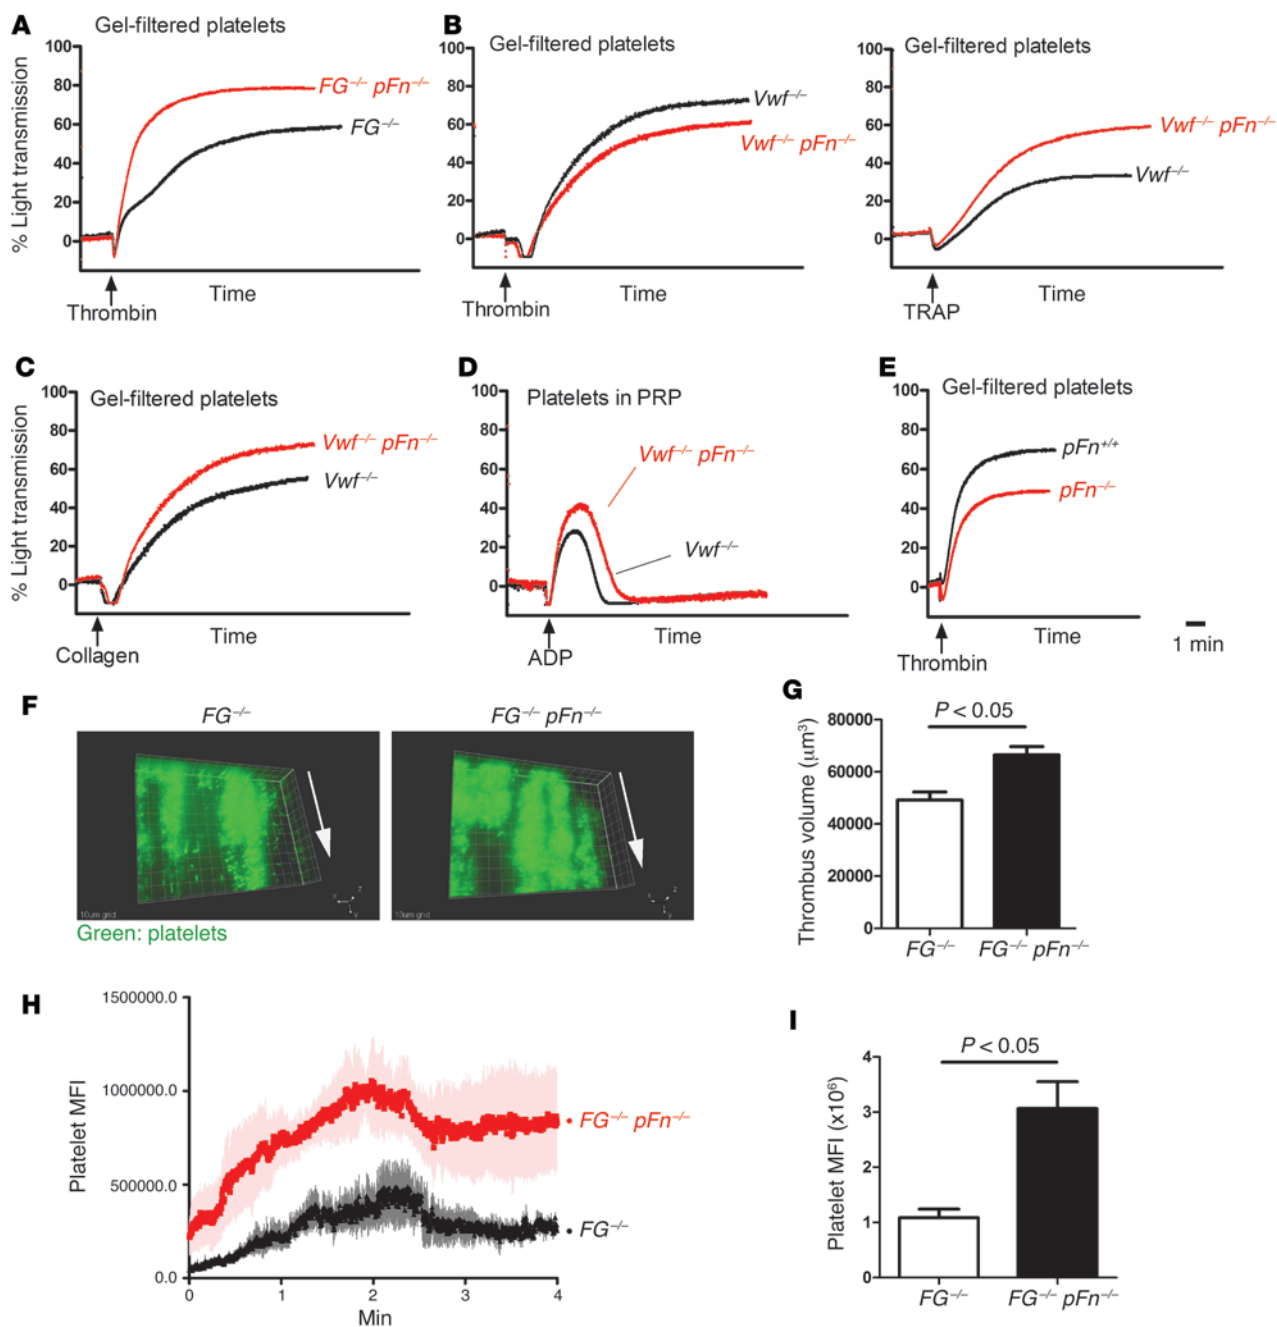 A
Gel-filtered platelets
% Light transmission
100
80
60
40
20
0
FG–/– pFn–/–
FG–/–
Thrombin
Time
B
Gel-filtered platelets
100
80
60
40
20
0
Vwf–/–
Vwf–/– pFn–/–
Thrombin
Time
Gel-filtered platelets
100
80
60
40
20
0
Vwf–/– pFn–/–
Vwf–/–
TRAP
Time
C
Gel-filtered platelets
% Light transmission
100
80
60
40
20
0
Vwf–/– pFn–/–
Vwf–/–
Collagen
Time
D
Platelets in PRP
100
80
60
40
20
0
Vwf–/– pFn–/–
Vwf–/–
ADP
Time
E
Gel-filtered platelets
100
80
60
40
20
0
pFn+/+
pFn–/–
Thrombin
Time
1 min
F
FG–/–
FG–/– pFn–/–
10um grid
x
z
y
10um grid
x
z
y
Green: platelets
G
P < 0.05
Thrombus volume (μm³)
80000
60000
40000
20000
0
FG–/–
FG–/– pFn–/–
H
Platelet MFI
1500000.0
1000000.0
500000.0
0.0
FG–/– pFn–/–
FG–/–
0
1
2
3
4
Min
I
P < 0.05
Platelet MFI (x10⁶)
4
3
2
1
0
FG–/–
FG–/– pFn–/–